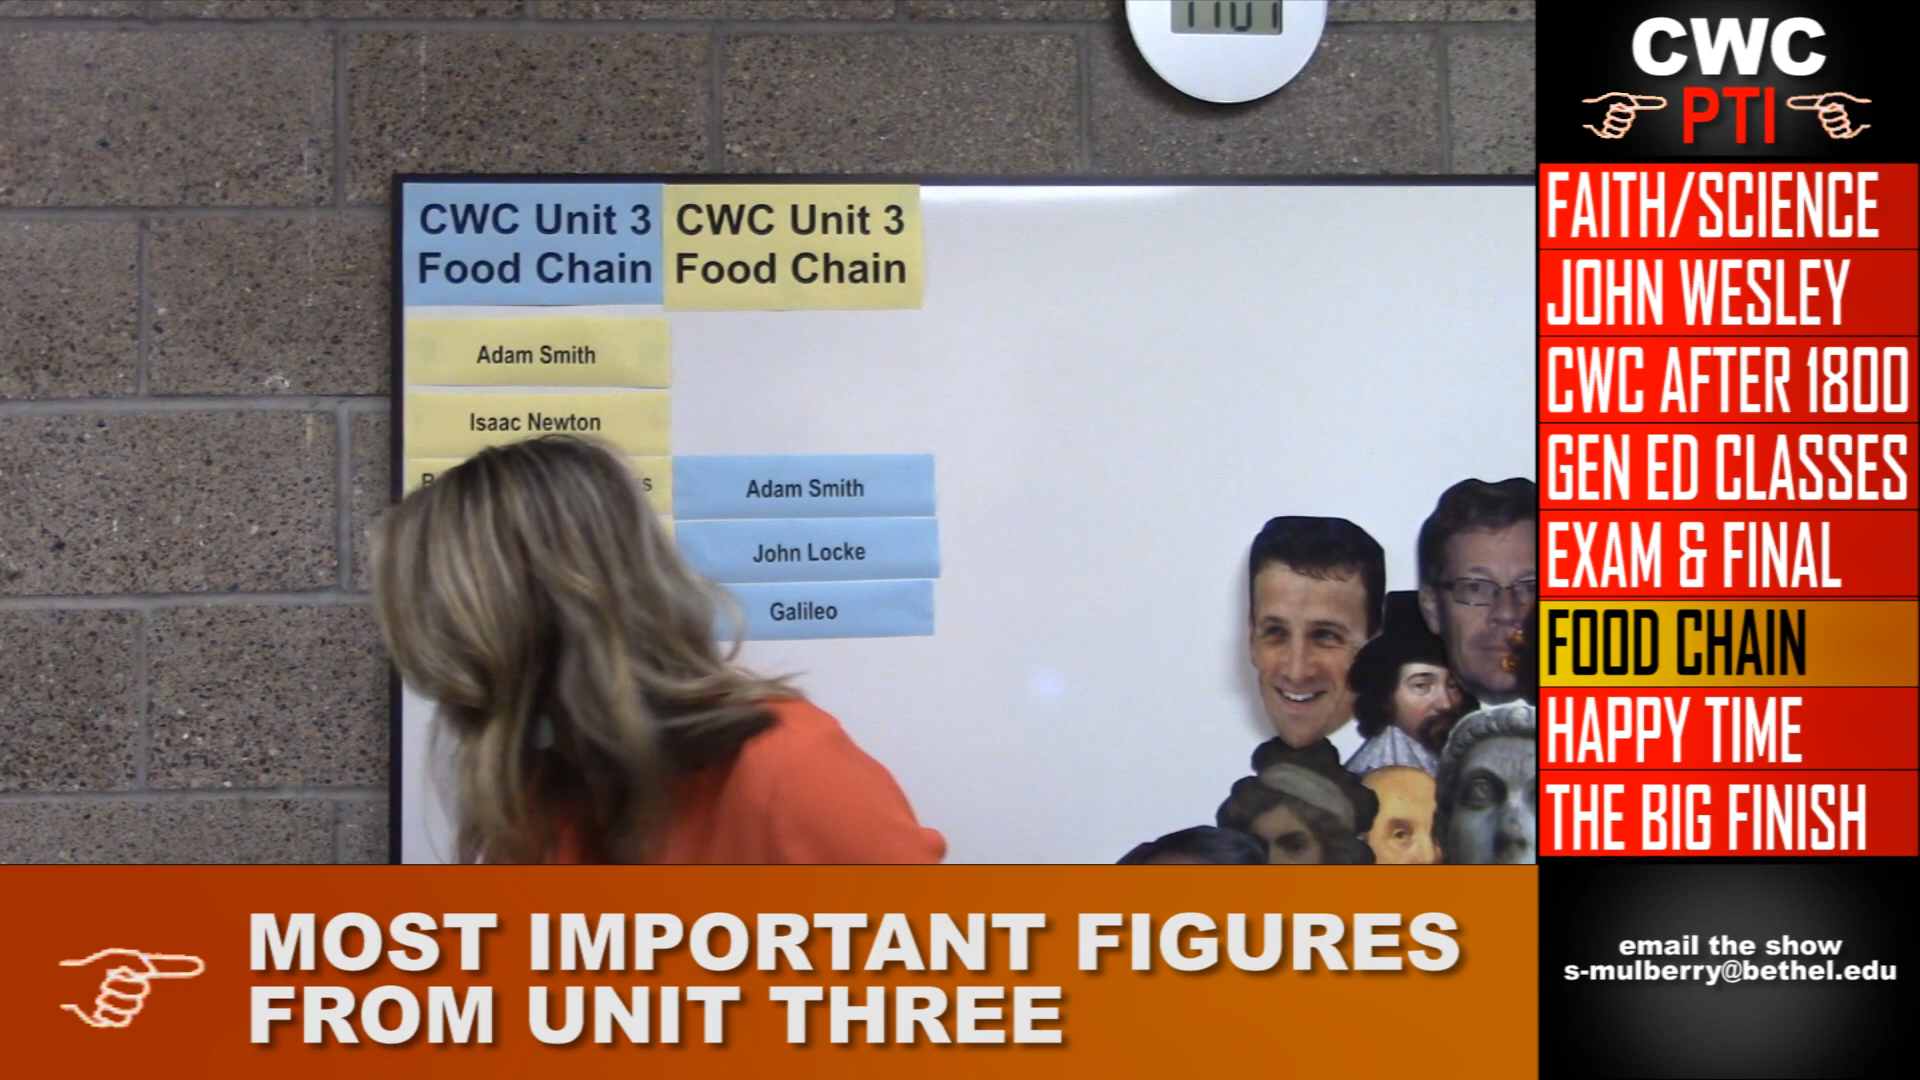 CWC Unit 3
Food Chain
CWC Unit 3
Food Chain
Adam Smith
Isaac Newton
Adam Smith
John Locke
Galileo
CWC
PTI
FAITH/SCIENCE
JOHN WESLEY
CWC AFTER 1800
GEN ED CLASSES
EXAM & FINAL
FOOD CHAIN
HAPPY TIME
THE BIG FINISH
MOST IMPORTANT FIGURES
FROM UNIT THREE
email the show
s-mulberry@bethel.edu